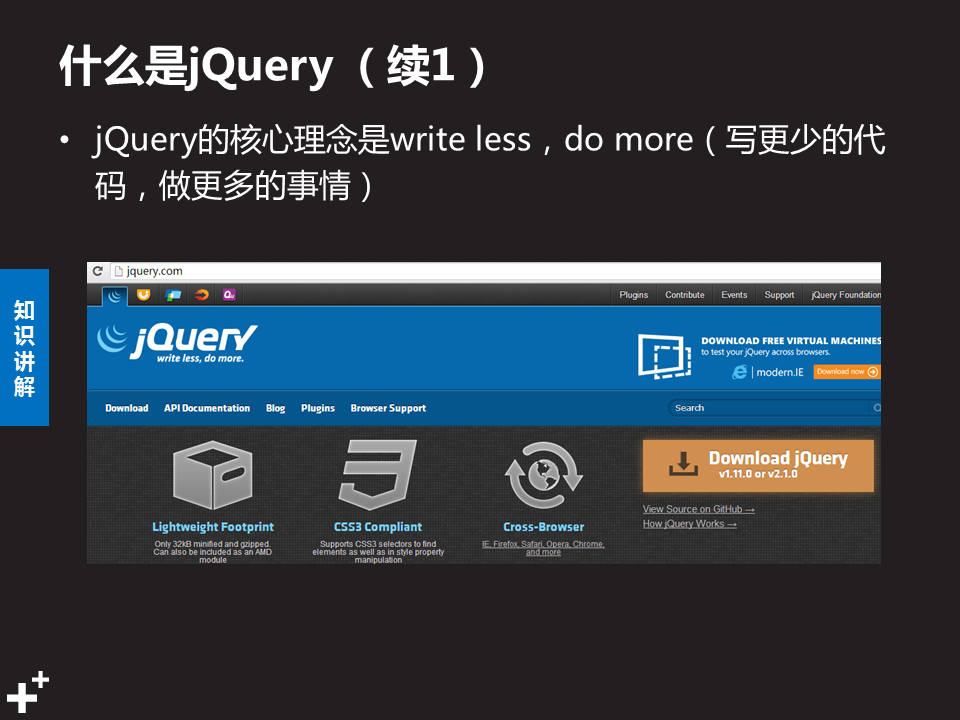 什么是jQuery（续1）
• jQuery的核心理念是write less，do more（写更少的代
码，做更多的事情）
知
识
讲
解
jquery.com
Plugins Contribute Events Support jQuery Foundation
jQuery
write less, do more.
DOWNLOAD FREE VIRTUAL MACHINES
to test your jQuery across browsers.
modern.IE Download now
Download API Documentation Blog Plugins Browser Support Search
Download jQuery
v1.11.0 or v2.1.0
View Source on GitHub →
How jQuery Works →
Lightweight Footprint
Only 32kB minified and gzipped.
Can also be included as an AMD
module
CSS3 Compliant
Supports CSS3 selectors to find
elements as well as in style property
manipulation
Cross-Browser
IE, Firefox, Safari, Opera, Chrome,
and more